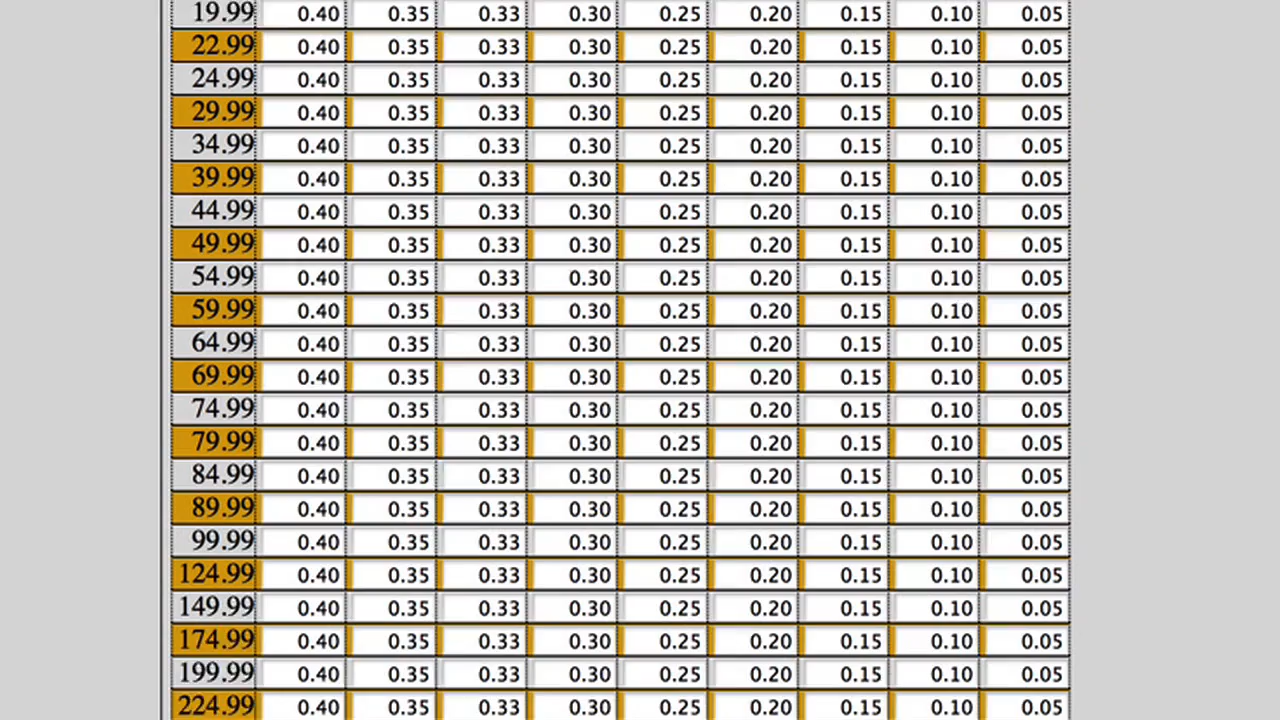 19.99 0.40 0.35 0.33 0.30 0.25 0.20 0.15 0.10 0.05
22.99 0.40 0.35 0.33 0.30 0.25 0.20 0.15 0.10 0.05
24.99 0.40 0.35 0.33 0.30 0.25 0.20 0.15 0.10 0.05
29.99 0.40 0.35 0.33 0.30 0.25 0.20 0.15 0.10 0.05
34.99 0.40 0.35 0.33 0.30 0.25 0.20 0.15 0.10 0.05
39.99 0.40 0.35 0.33 0.30 0.25 0.20 0.15 0.10 0.05
44.99 0.40 0.35 0.33 0.30 0.25 0.20 0.15 0.10 0.05
49.99 0.40 0.35 0.33 0.30 0.25 0.20 0.15 0.10 0.05
54.99 0.40 0.35 0.33 0.30 0.25 0.20 0.15 0.10 0.05
59.99 0.40 0.35 0.33 0.30 0.25 0.20 0.15 0.10 0.05
64.99 0.40 0.35 0.33 0.30 0.25 0.20 0.15 0.10 0.05
69.99 0.40 0.35 0.33 0.30 0.25 0.20 0.15 0.10 0.05
74.99 0.40 0.35 0.33 0.30 0.25 0.20 0.15 0.10 0.05
79.99 0.40 0.35 0.33 0.30 0.25 0.20 0.15 0.10 0.05
84.99 0.40 0.35 0.33 0.30 0.25 0.20 0.15 0.10 0.05
89.99 0.40 0.35 0.33 0.30 0.25 0.20 0.15 0.10 0.05
99.99 0.40 0.35 0.33 0.30 0.25 0.20 0.15 0.10 0.05
124.99 0.40 0.35 0.33 0.30 0.25 0.20 0.15 0.10 0.05
149.99 0.40 0.35 0.33 0.30 0.25 0.20 0.15 0.10 0.05
174.99 0.40 0.35 0.33 0.30 0.25 0.20 0.15 0.10 0.05
199.99 0.40 0.35 0.33 0.30 0.25 0.20 0.15 0.10 0.05
224.99 0.40 0.35 0.33 0.30 0.25 0.20 0.15 0.10 0.05